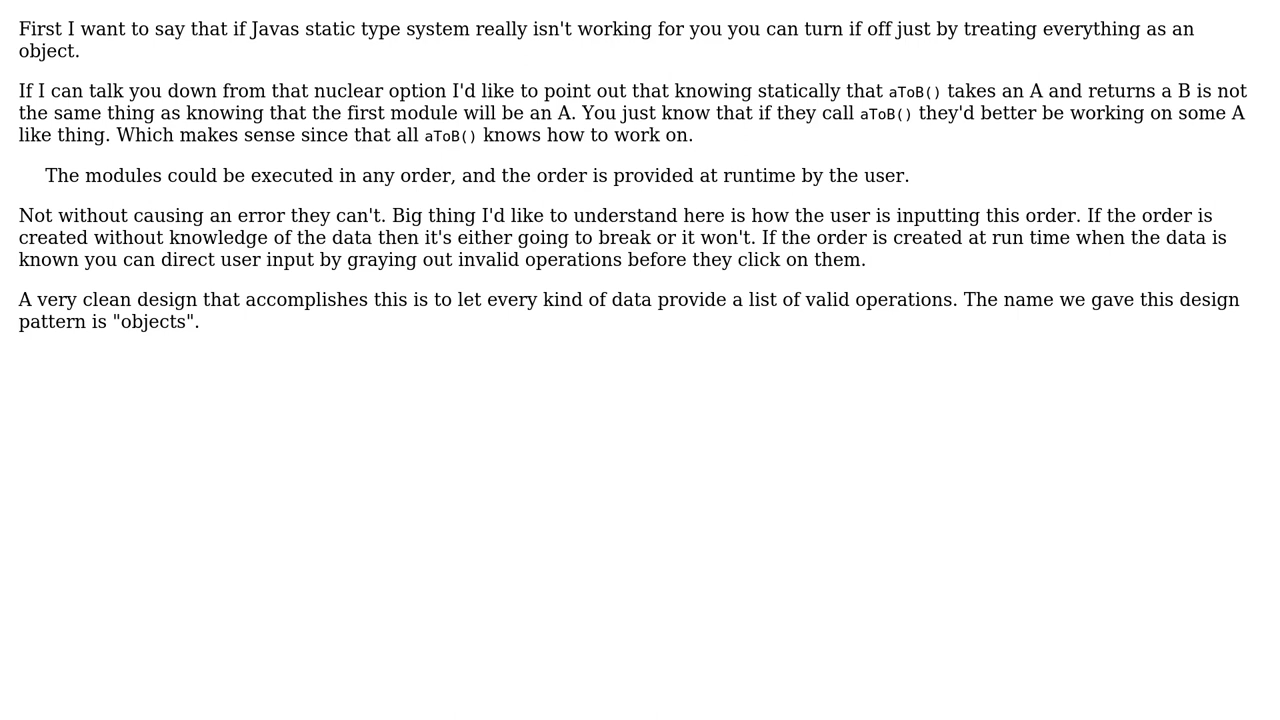 First I want to say that if Javas static type system really isn't working for you you can turn if off just by treating everything as an
object.
If I can talk you down from that nuclear option I'd like to point out that knowing statically that aToB() takes an A and returns a B is not
the same thing as knowing that the first module will be an A. You just know that if they call aToB() they'd better be working on some A
like thing. Which makes sense since that all aToB() knows how to work on.
The modules could be executed in any order, and the order is provided at runtime by the user.
Not without causing an error they can't. Big thing I'd like to understand here is how the user is inputting this order. If the order is
created without knowledge of the data then it's either going to break or it won't. If the order is created at run time when the data is
known you can direct user input by graying out invalid operations before they click on them.
A very clean design that accomplishes this is to let every kind of data provide a list of valid operations. The name we gave this design
pattern is "objects".